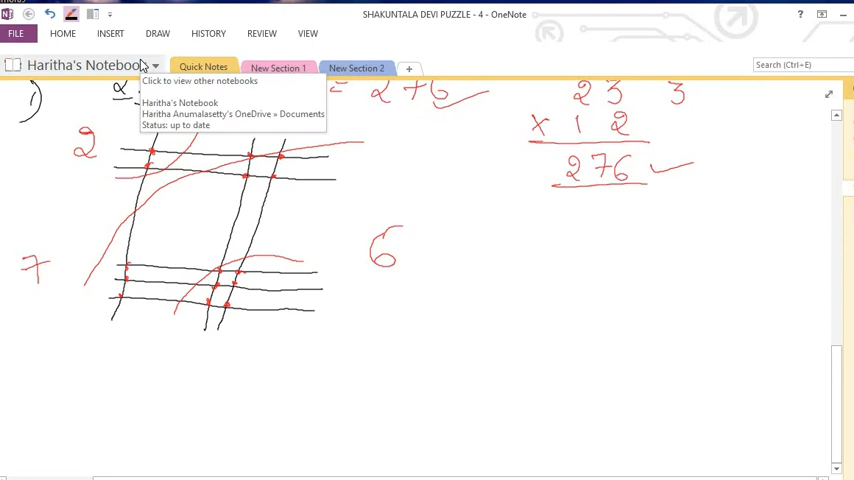 SHAKUNTALA DEVI PUZZLE - 4 - OneNote
FILE HOME INSERT DRAW HISTORY REVIEW VIEW
Haritha's Notebook Quick Notes New Section 1 New Section 2 + Search (Ctrl+E)
Click to view other notebooks
Haritha's Notebook
Haritha Anumalasetty's OneDrive » Documents
Status: up to date
1) = 276
23 3
x 12
276
2
7
6